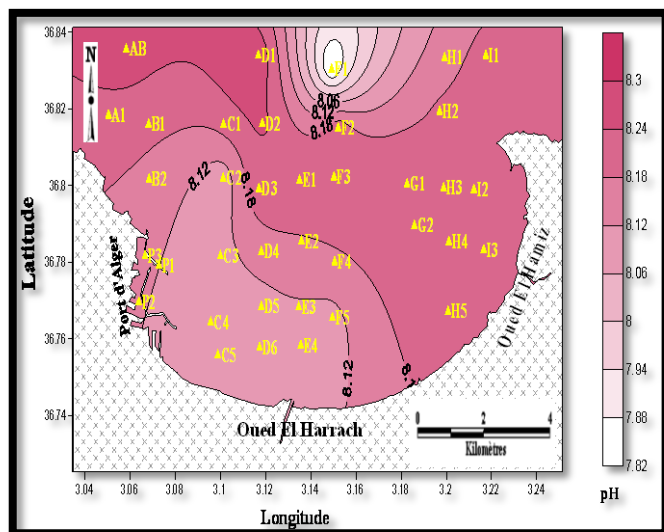 36.84
36.82
36.8
36.78
36.76
36.74
Latitude
N
AB
D1
F1
H1
I1
A1
B1
C1
D2
F2
H2
8.06
8.12
8.18
8.12
8.18
B2
C2
D3
E1
F3
G1
H3
I2
G2
P3
P1
C3
D4
E2
F4
H4
I3
P2
C4
D5
E3
F5
H5
C5
D6
E4
8.12
8.1
Port d'Alger
Oued El Hamiz
Oued El Harrach
0 2 4
Kilomètres
3.04 3.06 3.08 3.1 3.12 3.14 3.16 3.18 3.2 3.22 3.24
Longitude
8.3
8.24
8.18
8.12
8.06
8
7.94
7.88
7.82
pH